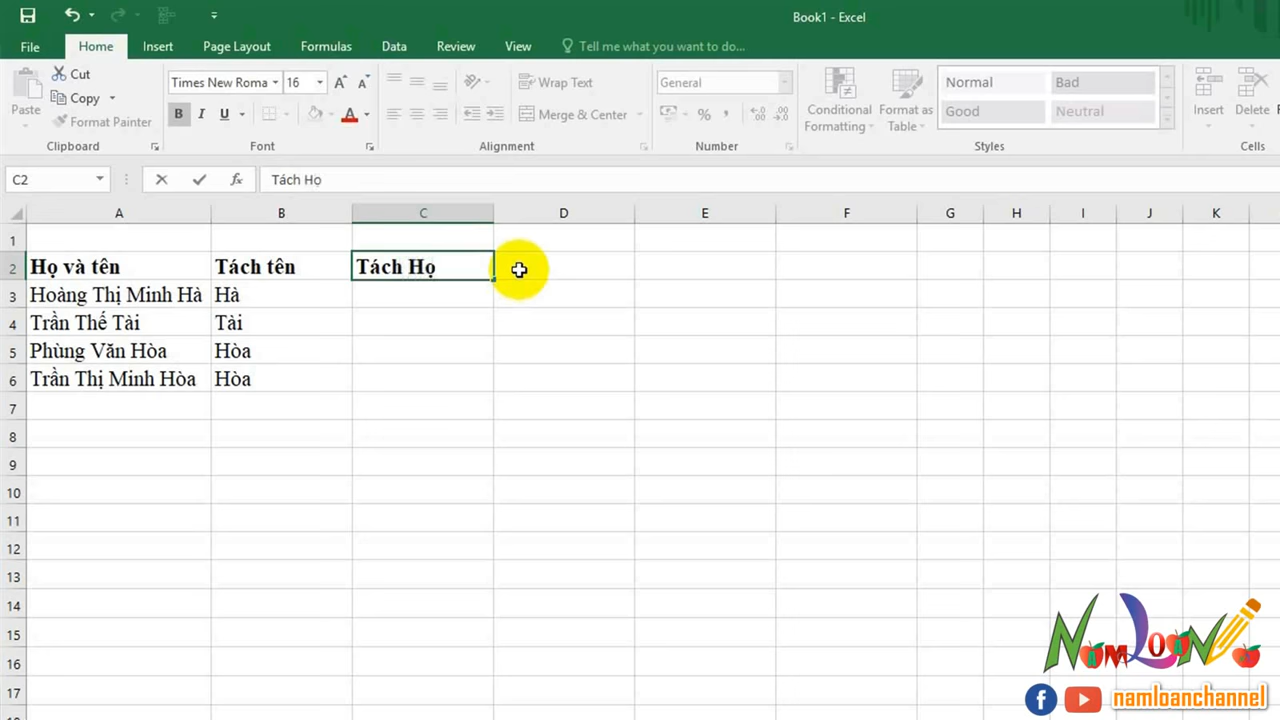 Book1 - Excel
File Home Insert Page Layout Formulas Data Review View Tell me what you want to do...
Cut
Copy
Format Painter
Paste
Clipboard
Times New Roma 16 A A
B I U A
Font
Wrap Text
Merge & Center
Alignment
General
% ,
Number
Conditional Formatting
Format as Table
Normal Bad
Good Neutral
Styles
Insert Delete
Cells
C2 fx Tách Họ
A B C D E F G H I J K
1
2 Họ và tên Tách tên Tách Họ
3 Hoàng Thị Minh Hà Hà
4 Trần Thế Tài Tài
5 Phùng Văn Hòa Hòa
6 Trần Thị Minh Hòa Hòa
7
8
9
10
11
12
13
14
15
16
17
NamLoan
namloanchannel